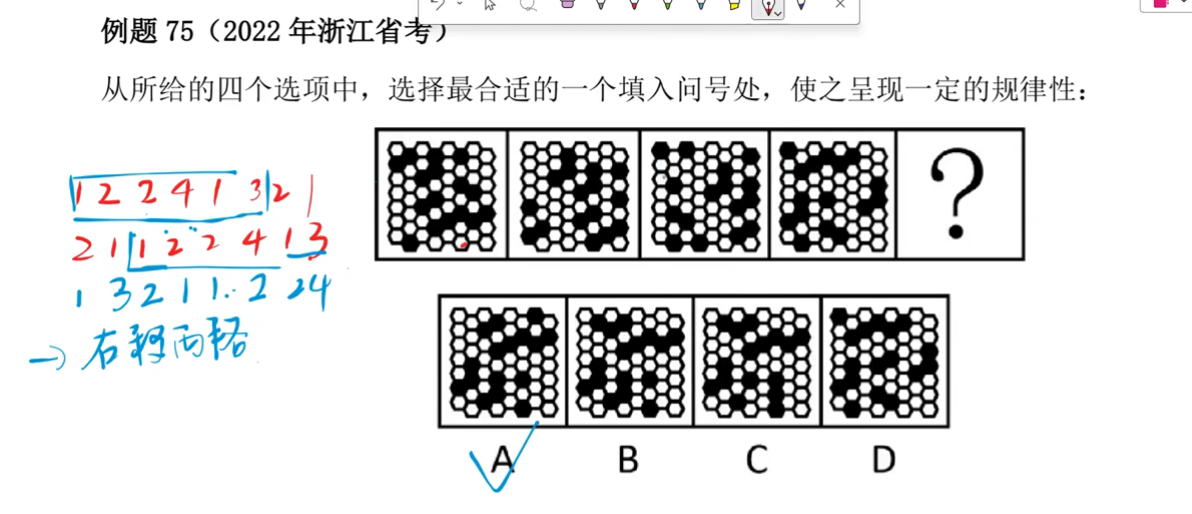 例题 75（2022 年浙江省考）
从所给的四个选项中，选择最合适的一个填入问号处，使之呈现一定的规律性：
1 2 2 4 1 3 2 1
2 1 1 2 2 4 1 3
1 3 2 1 1 2 2 4
→ 右移两格
?
A B C D